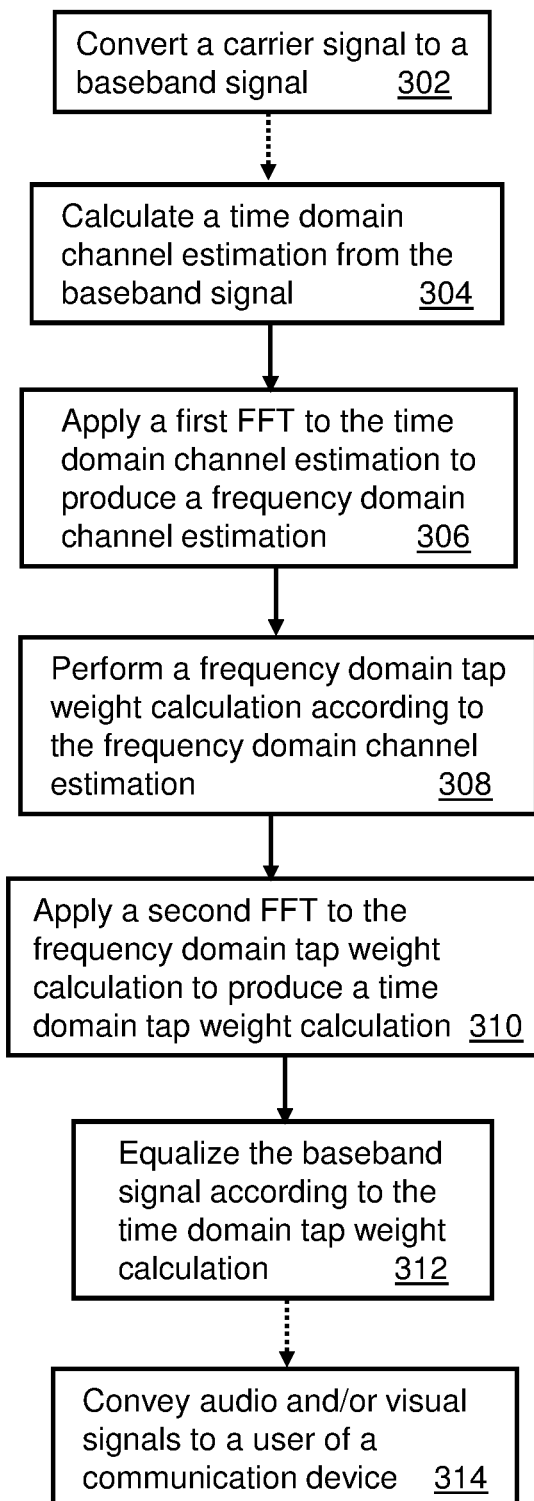 Convert a carrier signal to a
baseband signal 302
Calculate a time domain
channel estimation from the
baseband signal 304
Apply a first FFT to the time
domain channel estimation to
produce a frequency domain
channel estimation 306
Perform a frequency domain tap
weight calculation according to
the frequency domain channel
estimation 308
Apply a second FFT to the
frequency domain tap weight
calculation to produce a time
domain tap weight calculation 310
Equalize the baseband
signal according to the
time domain tap weight
calculation 312
Convey audio and/or visual
signals to a user of a
communication device 314